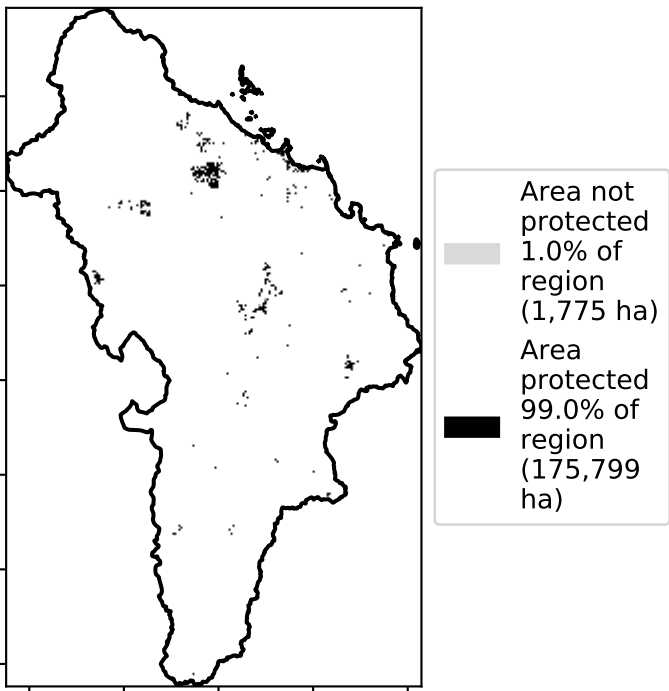 Area not
protected
1.0% of
region
(1,775 ha)
Area
protected
99.0% of
region
(175,799
ha)